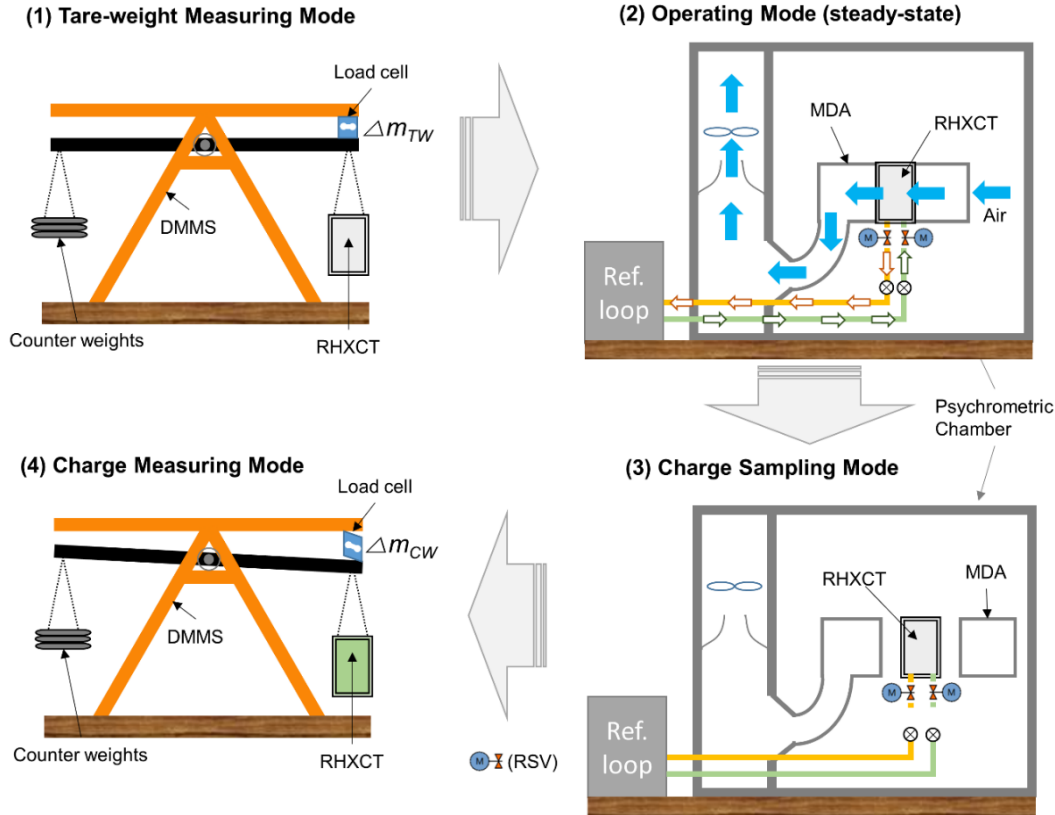 (1) Tare-weight Measuring Mode
Load cell
△mTW
DMMS
Counter weights
RHXCT
(2) Operating Mode (steady-state)
MDA
RHXCT
Air
M
M
Ref.
loop
Psychrometric
Chamber
(4) Charge Measuring Mode
Load cell
△mCW
DMMS
Counter weights
RHXCT
M
(RSV)
(3) Charge Sampling Mode
RHXCT
MDA
M
M
Ref.
loop